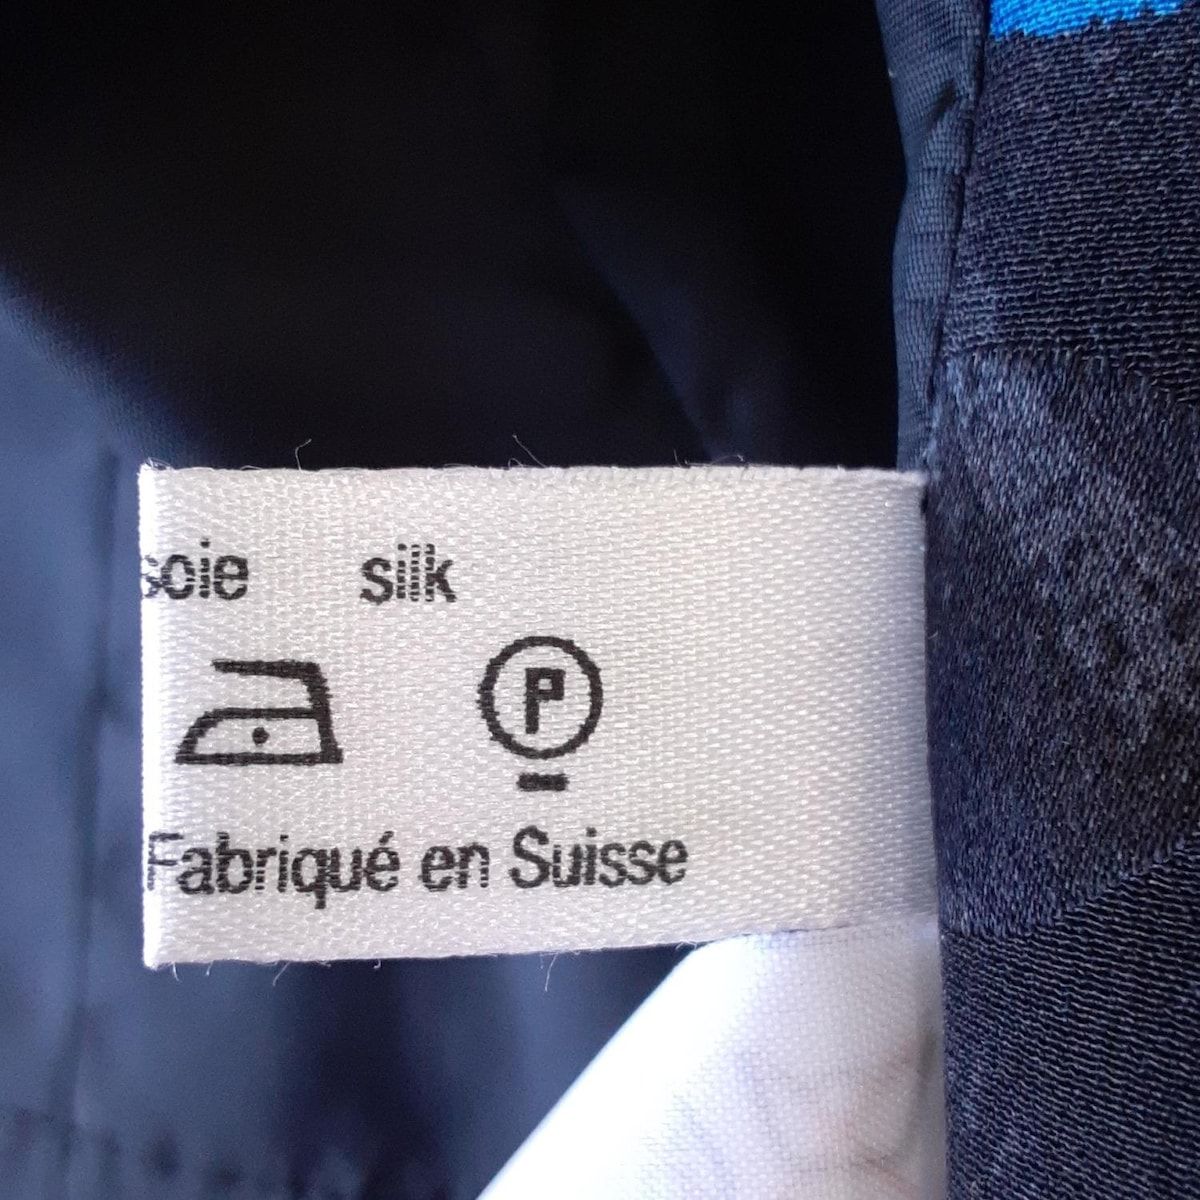 soie silk
P
Fabriqué en Suisse